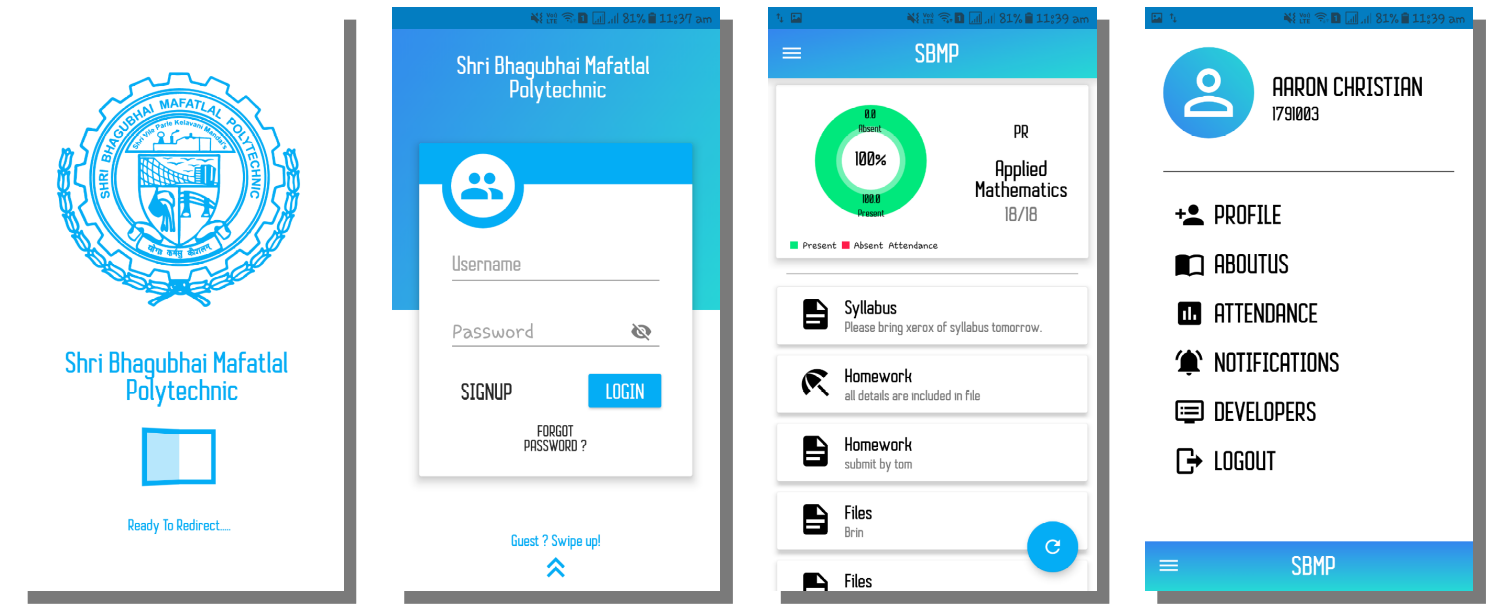 Shri Vile Parle Kelavani Mandal's
SHRI BHAGUBHAI MAFATLAL POLYTECHNIC
योगः कर्मसु कौशलम्
Shri Bhagubhai Mafatlal
Polytechnic
Ready To Redirect.....
81% 11:37 am
Shri Bhagubhai Mafatlal
Polytechnic
Username
Password
SIGNUP
LOGIN
FORGOT
PASSWORD ?
Guest ? Swipe up!
81% 11:39 am
SBMP
0.0
Absent
100%
100.0
Present
PR
Applied
Mathematics
18/18
Present Absent Attendance
Syllabus
Please bring xerox of syllabus tomorrow.
Homework
all details are included in file
Homework
submit by tom
Files
Brin
Files
81% 11:39 am
AARON CHRISTIAN
1791003
PROFILE
ABOUTUS
ATTENDANCE
NOTIFICATIONS
DEVELOPERS
LOGOUT
SBMP